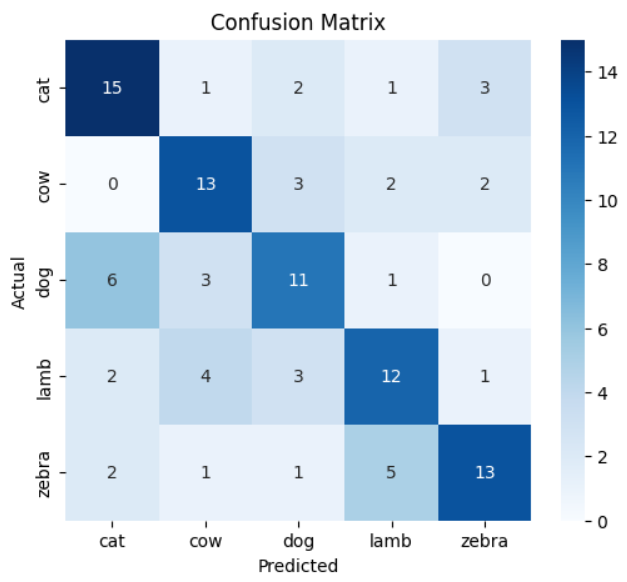 Confusion Matrix
cat 15 1 2 1 3
cow 0 13 3 2 2
dog 6 3 11 1 0
lamb 2 4 3 12 1
zebra 2 1 1 5 13
cat cow dog lamb zebra
Predicted
Actual
14
12
10
8
6
4
2
0